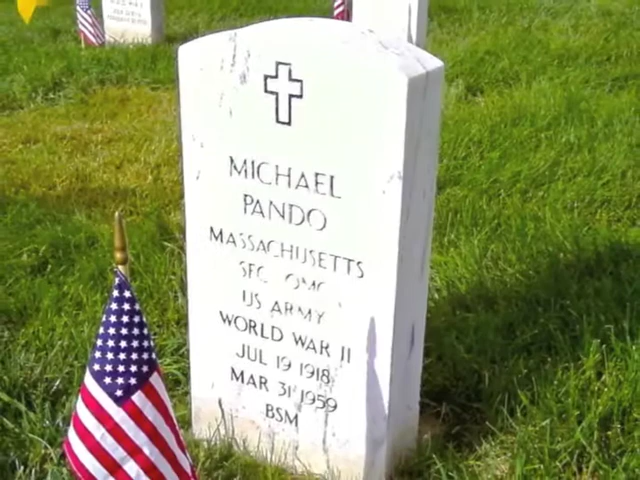 MICHAEL
PANDO
MASSACHUSETTS
SFC QMC
US ARMY
WORLD WAR II
JUL 19 1918
MAR 31 1959
BSM